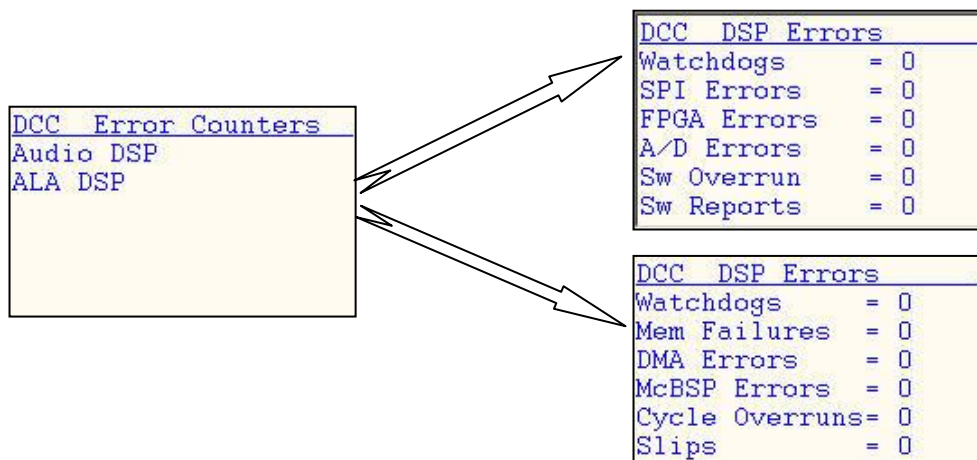 DCC  Error Counters
Audio DSP
ALA DSP
DCC  DSP Errors
Watchdogs = 0
SPI Errors = 0
FPGA Errors = 0
A/D Errors = 0
Sw Overrun = 0
Sw Reports = 0
DCC  DSP Errors
Watchdogs = 0
Mem Failures = 0
DMA Errors = 0
McBSP Errors = 0
Cycle Overruns= 0
Slips = 0